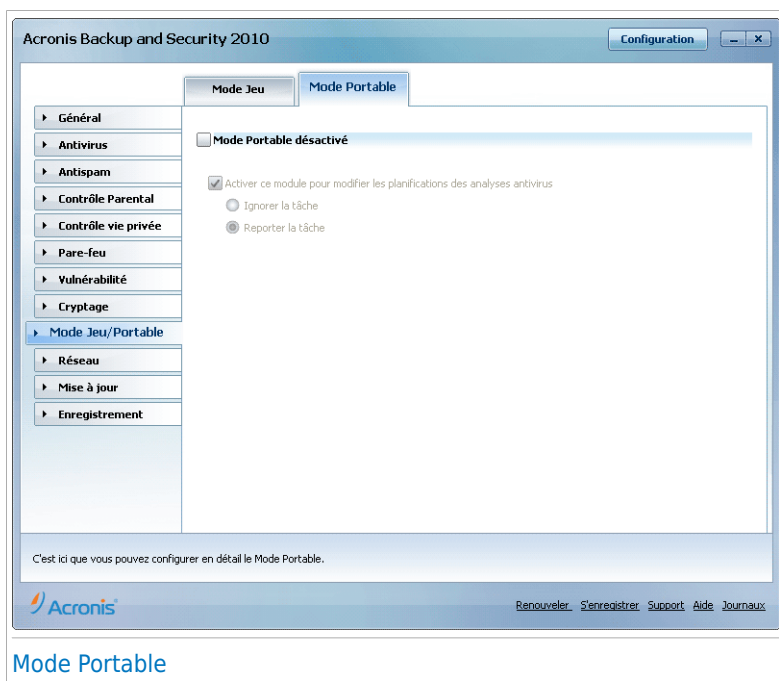 Acronis Backup and Security 2010
Configuration
Mode Jeu
Mode Portable
Général
Antivirus
Antispam
Contrôle Parental
Contrôle vie privée
Pare-feu
Vulnérabilité
Cryptage
Mode Jeu/Portable
Réseau
Mise à jour
Enregistrement
Mode Portable désactivé
Activer ce module pour modifier les planifications des analyses antivirus
Ignorer la tâche
Reporter la tâche
C'est ici que vous pouvez configurer en détail le Mode Portable.
Acronis
Renouveler S'enregistrer Support Aide Journaux
Mode Portable